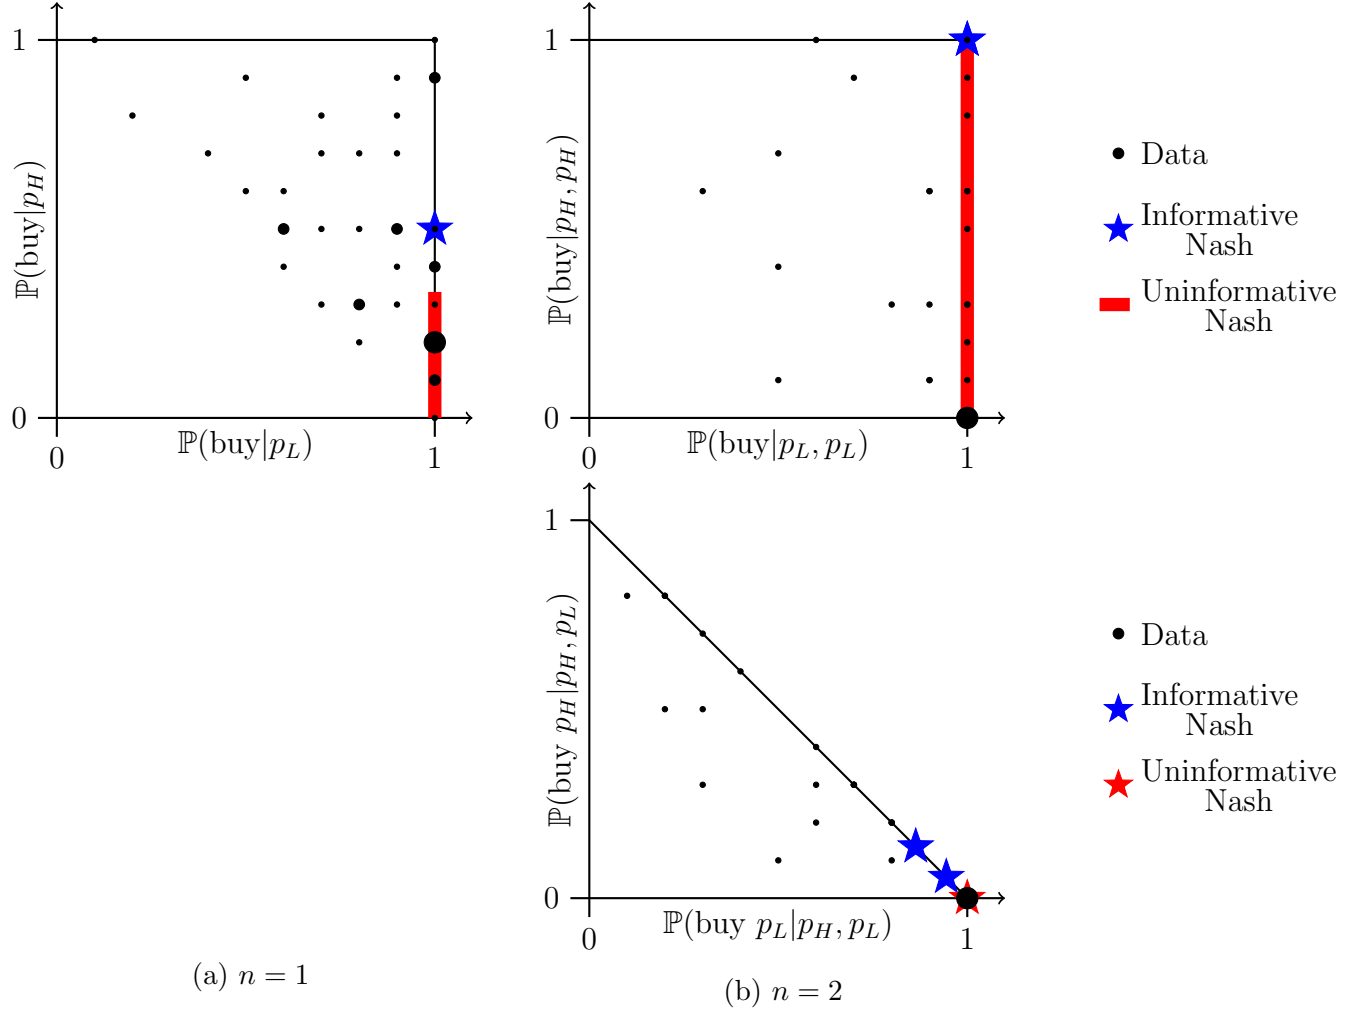 1
ℙ(buy|p_H)
0
ℙ(buy|p_L)
0
1
1
ℙ(buy|p_H, p_H)
0
ℙ(buy|p_L, p_L)
0
1
Data
Informative
Nash
Uninformative
Nash
1
ℙ(buy p_H|p_H, p_L)
0
ℙ(buy p_L|p_H, p_L)
0
1
Data
Informative
Nash
Uninformative
Nash
(a) n = 1
(b) n = 2